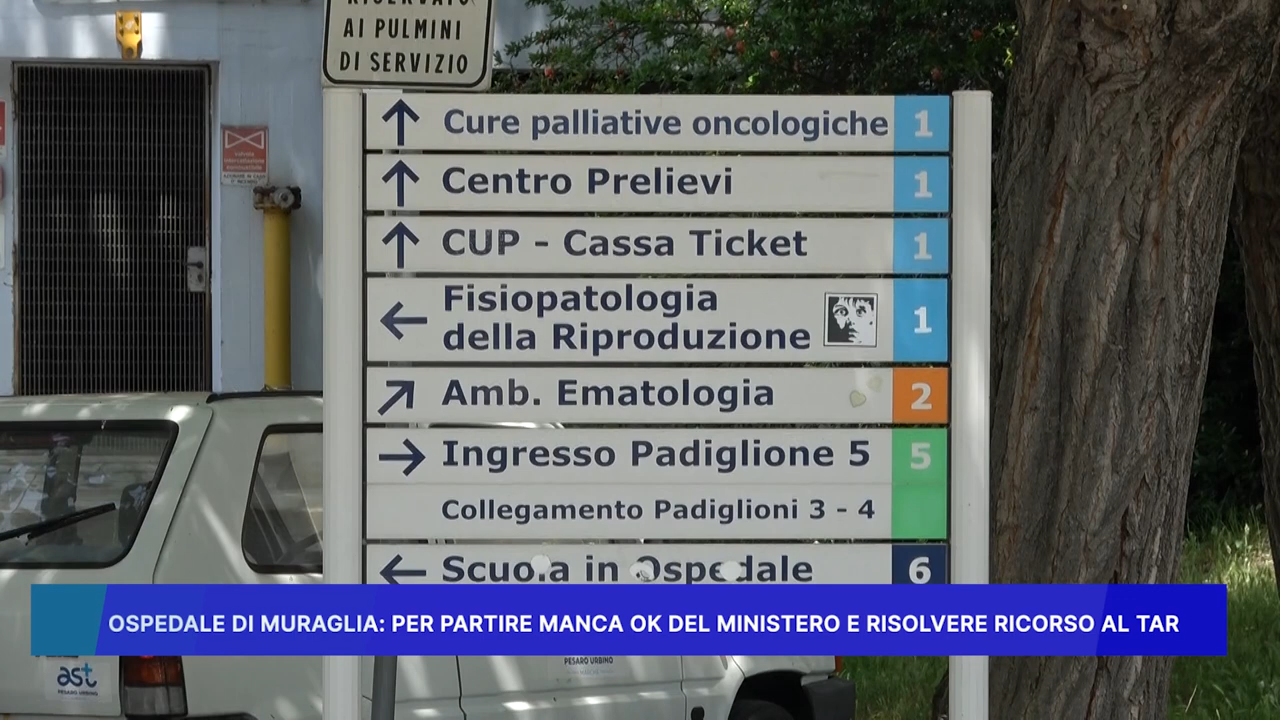 RISERVATO
AI PULMINI
DI SERVIZIO
Cure palliative oncologiche 1
Centro Prelievi 1
CUP - Cassa Ticket 1
Fisiopatologia
della Riproduzione 1
Amb. Ematologia 2
Ingresso Padiglione 5 5
Collegamento Padiglioni 3 - 4
Scuola in Ospedale 6
OSPEDALE DI MURAGLIA: PER PARTIRE MANCA OK DEL MINISTERO E RISOLVERE RICORSO AL TAR
ast
PESARO URBINO
PESARO URBINO